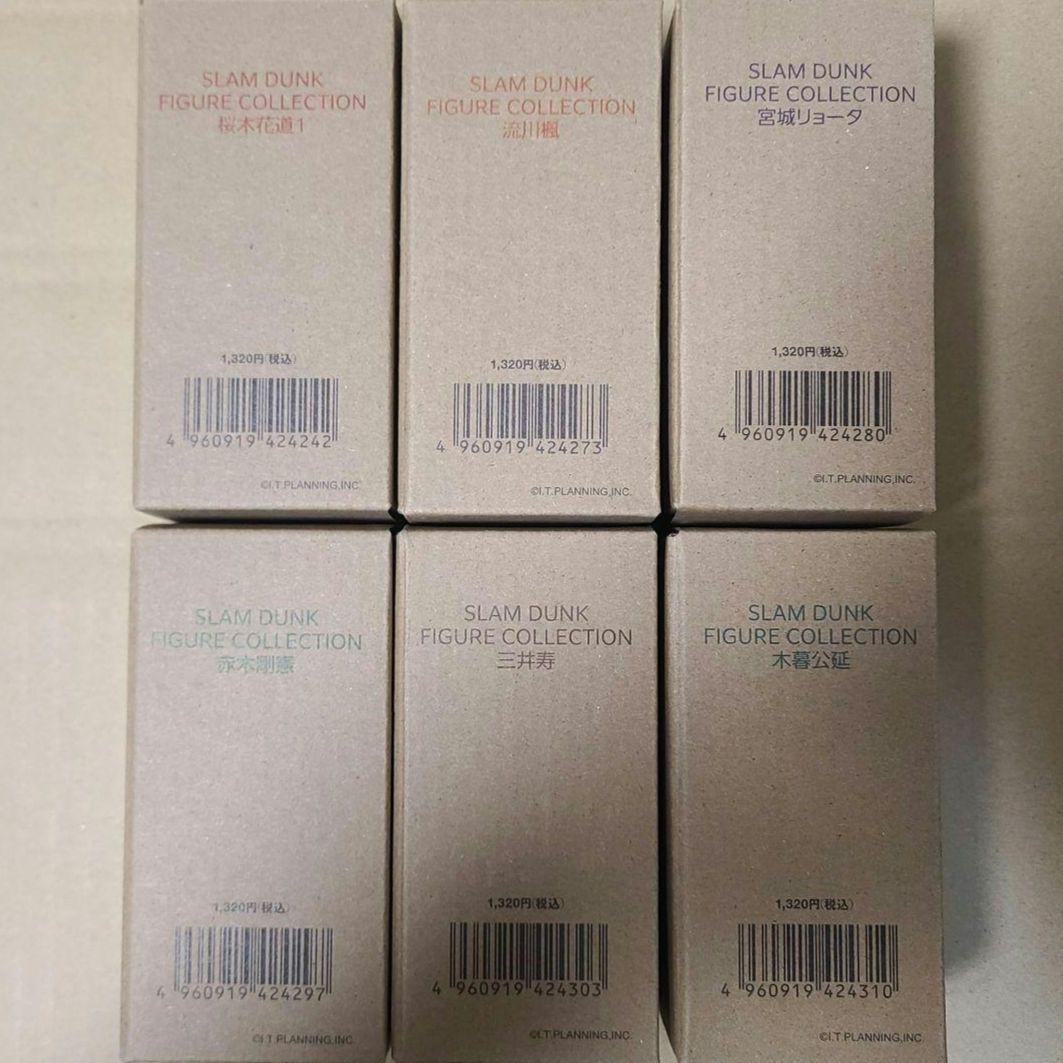 SLAM DUNK
FIGURE COLLECTION
桜木花道1
1,320円(税込)
4 960919 424242
©I.T.PLANNING,INC.
SLAM DUNK
FIGURE COLLECTION
流川楓
1,320円(税込)
4 960919 424273
©I.T.PLANNING,INC.
SLAM DUNK
FIGURE COLLECTION
宮城リョータ
1,320円(税込)
4 960919 424280
©I.T.PLANNING,INC.
SLAM DUNK
FIGURE COLLECTION
赤木剛憲
1,320円(税込)
4 960919 424297
©I.T.PLANNING,INC.
SLAM DUNK
FIGURE COLLECTION
三井寿
1,320円(税込)
4 960919 424303
©I.T.PLANNING,INC.
SLAM DUNK
FIGURE COLLECTION
木暮公延
1,320円(税込)
4 960919 424310
©I.T.PLANNING,INC.